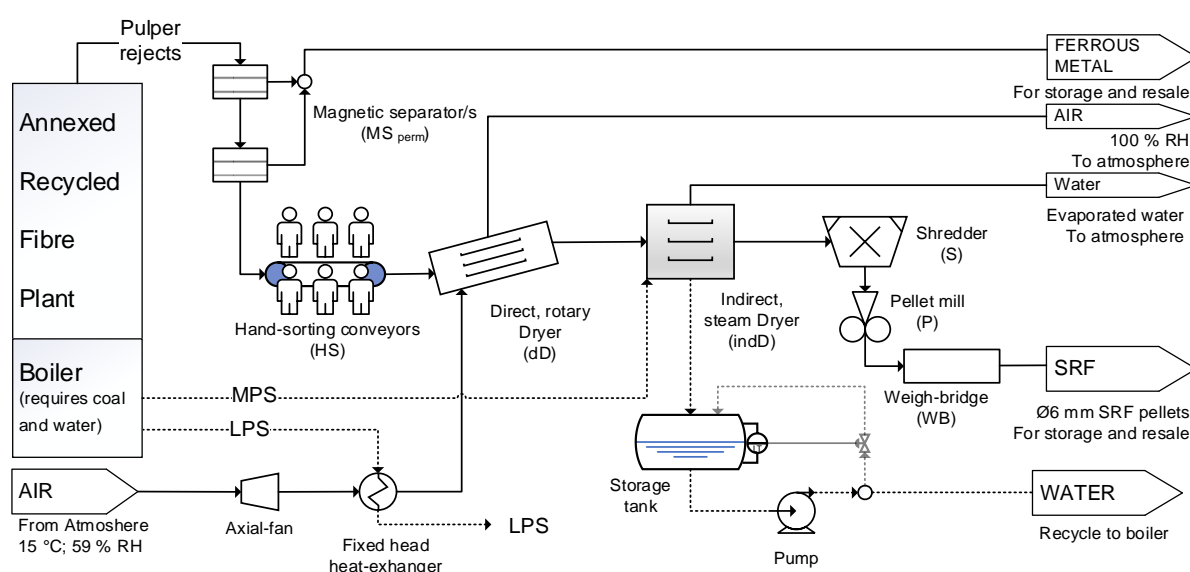 Pulper
rejects
Annexed
Recycled
Fibre
Plant
Boiler
(requires coal
and water)
Magnetic separator/s
(MS perm)
FERROUS
METAL
For storage and resale
AIR
100 % RH
To atmosphere
Water
Evaporated water
To atmosphere
Hand-sorting conveyors
(HS)
Direct, rotary
Dryer
(dD)
Indirect,
steam Dryer
(indD)
Shredder
(S)
Pellet mill
(P)
Weigh-bridge
(WB)
SRF
Ø6 mm SRF pellets
For storage and resale
MPS
LPS
AIR
From Atmoshere
15 °C; 59 % RH
Axial-fan
Fixed head
heat-exhanger
LPS
Storage
tank
Pump
WATER
Recycle to boiler